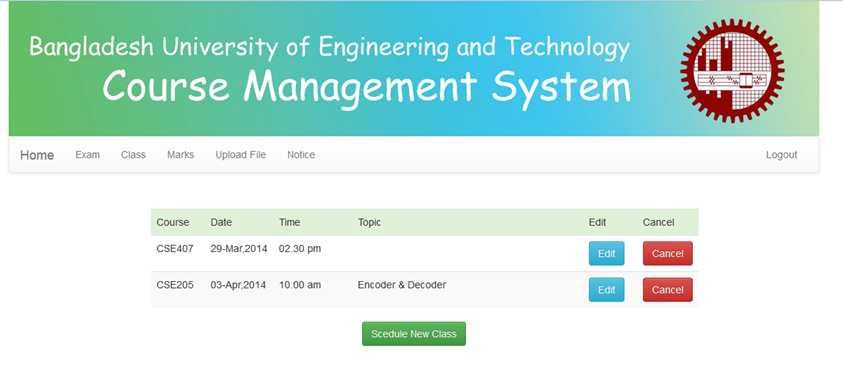 Bangladesh University of Engineering and Technology
Course Management System
Home Exam Class Marks Upload File Notice Logout
Course Date Time Topic Edit Cancel
CSE407 29-Mar,2014 02.30 pm Edit Cancel
CSE205 03-Apr,2014 10.00 am Encoder & Decoder Edit Cancel
Scedule New Class